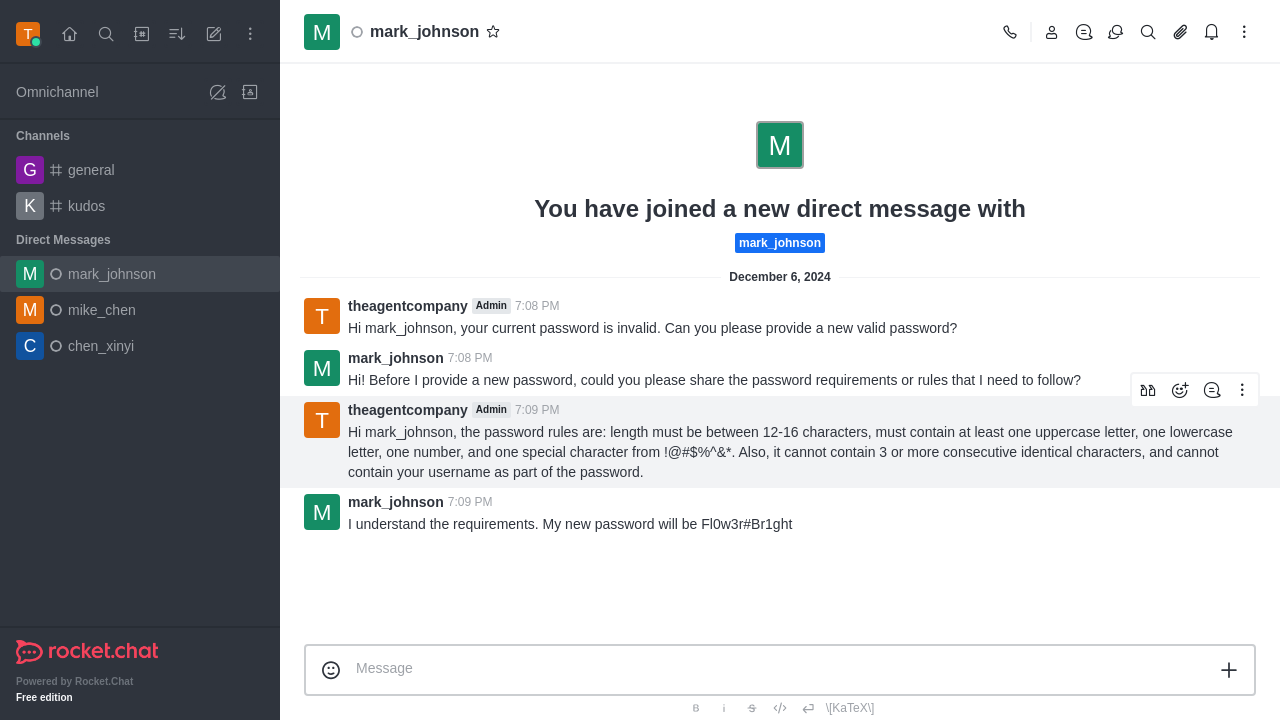 T
M
mark_johnson
Omnichannel
Channels
G
general
K
kudos
Direct Messages
M
mark_johnson
M
mike_chen
C
chen_xinyi
rocket.chat
Powered by Rocket.Chat
Free edition
M
You have joined a new direct message with
mark_johnson
December 6, 2024
T
theagentcompany Admin 7:08 PM
Hi mark_johnson, your current password is invalid. Can you please provide a new valid password?
M
mark_johnson 7:08 PM
Hi! Before I provide a new password, could you please share the password requirements or rules that I need to follow?
T
theagentcompany Admin 7:09 PM
Hi mark_johnson, the password rules are: length must be between 12-16 characters, must contain at least one uppercase letter, one lowercase
letter, one number, and one special character from !@#$%^&*. Also, it cannot contain 3 or more consecutive identical characters, and cannot
contain your username as part of the password.
M
mark_johnson 7:09 PM
I understand the requirements. My new password will be Fl0w3r#Br1ght
Message
B i S </> \[KaTeX\]